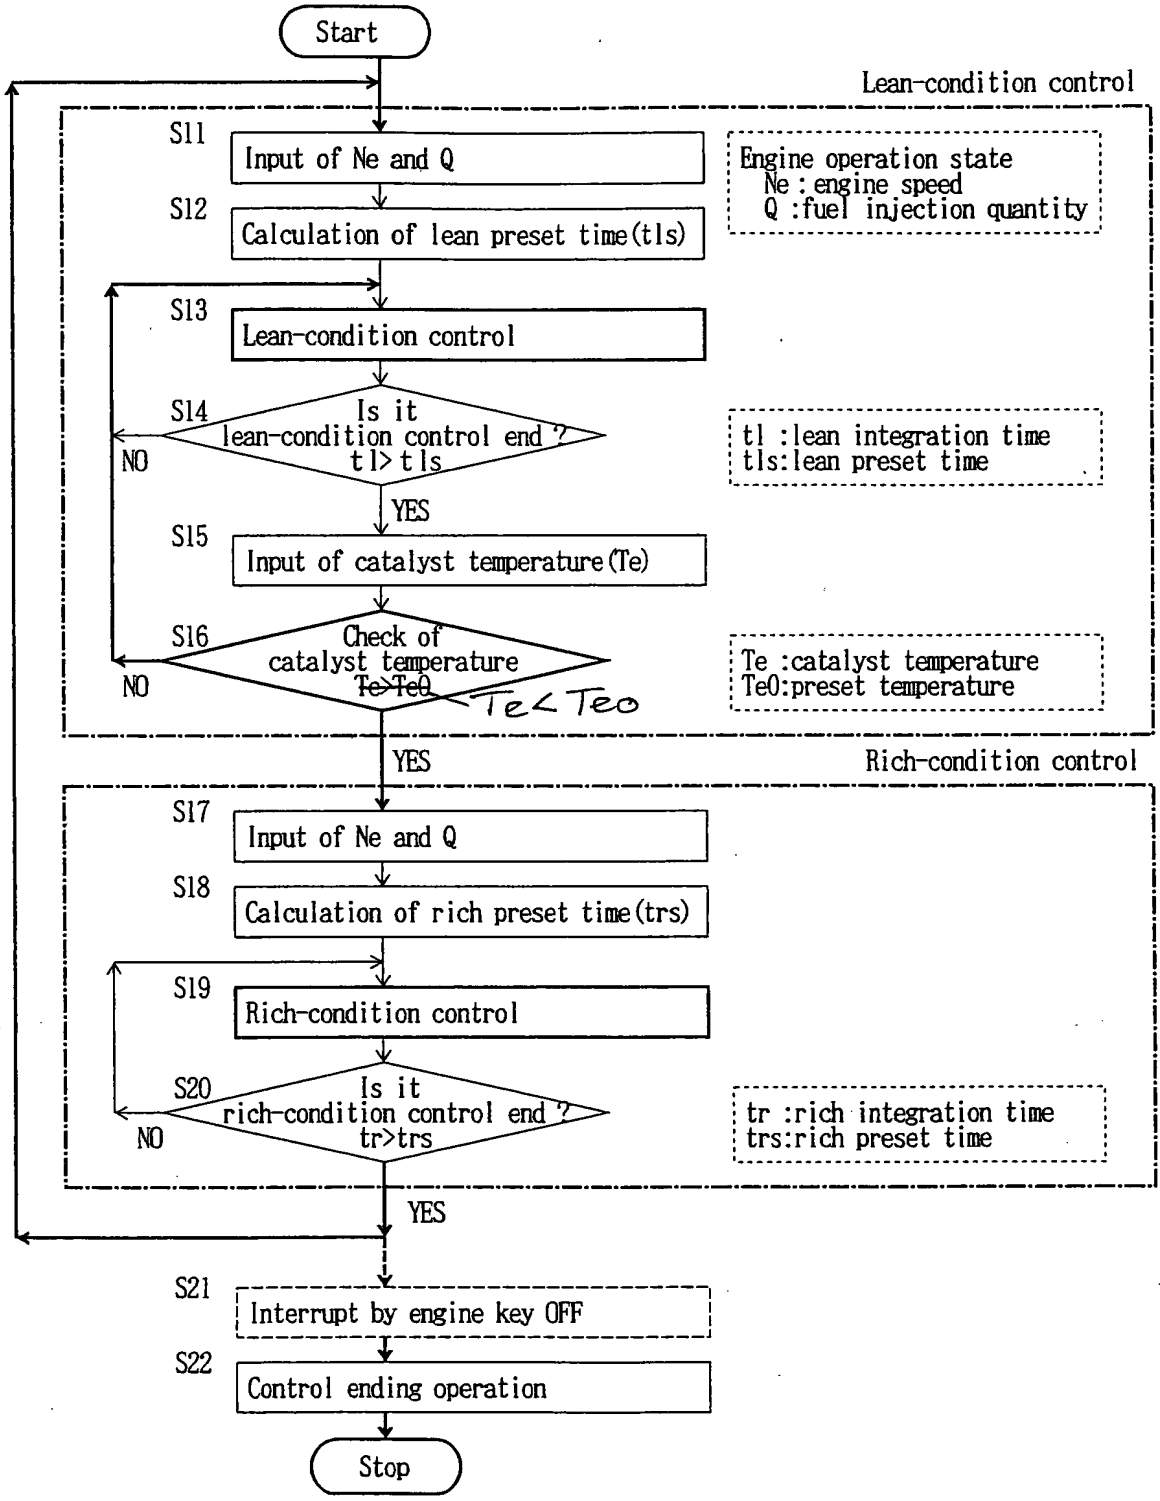 Start
Lean-condition control
S11
Input of Ne and Q
Engine operation state
Ne : engine speed
Q : fuel injection quantity
S12
Calculation of lean preset time(tls)
S13
Lean-condition control
S14
Is it
lean-condition control end ?
tl>tls
NO
YES
tl : lean integration time
tls:lean preset time
S15
Input of catalyst temperature(Te)
S16
Check of
catalyst temperature
Te>Te0
Te < Te0
NO
YES
Te :catalyst temperature
Te0:preset temperature
Rich-condition control
S17
Input of Ne and Q
S18
Calculation of rich preset time(trs)
S19
Rich-condition control
S20
Is it
rich-condition control end ?
tr>trs
NO
YES
tr :rich integration time
trs:rich preset time
S21
Interrupt by engine key OFF
S22
Control ending operation
Stop